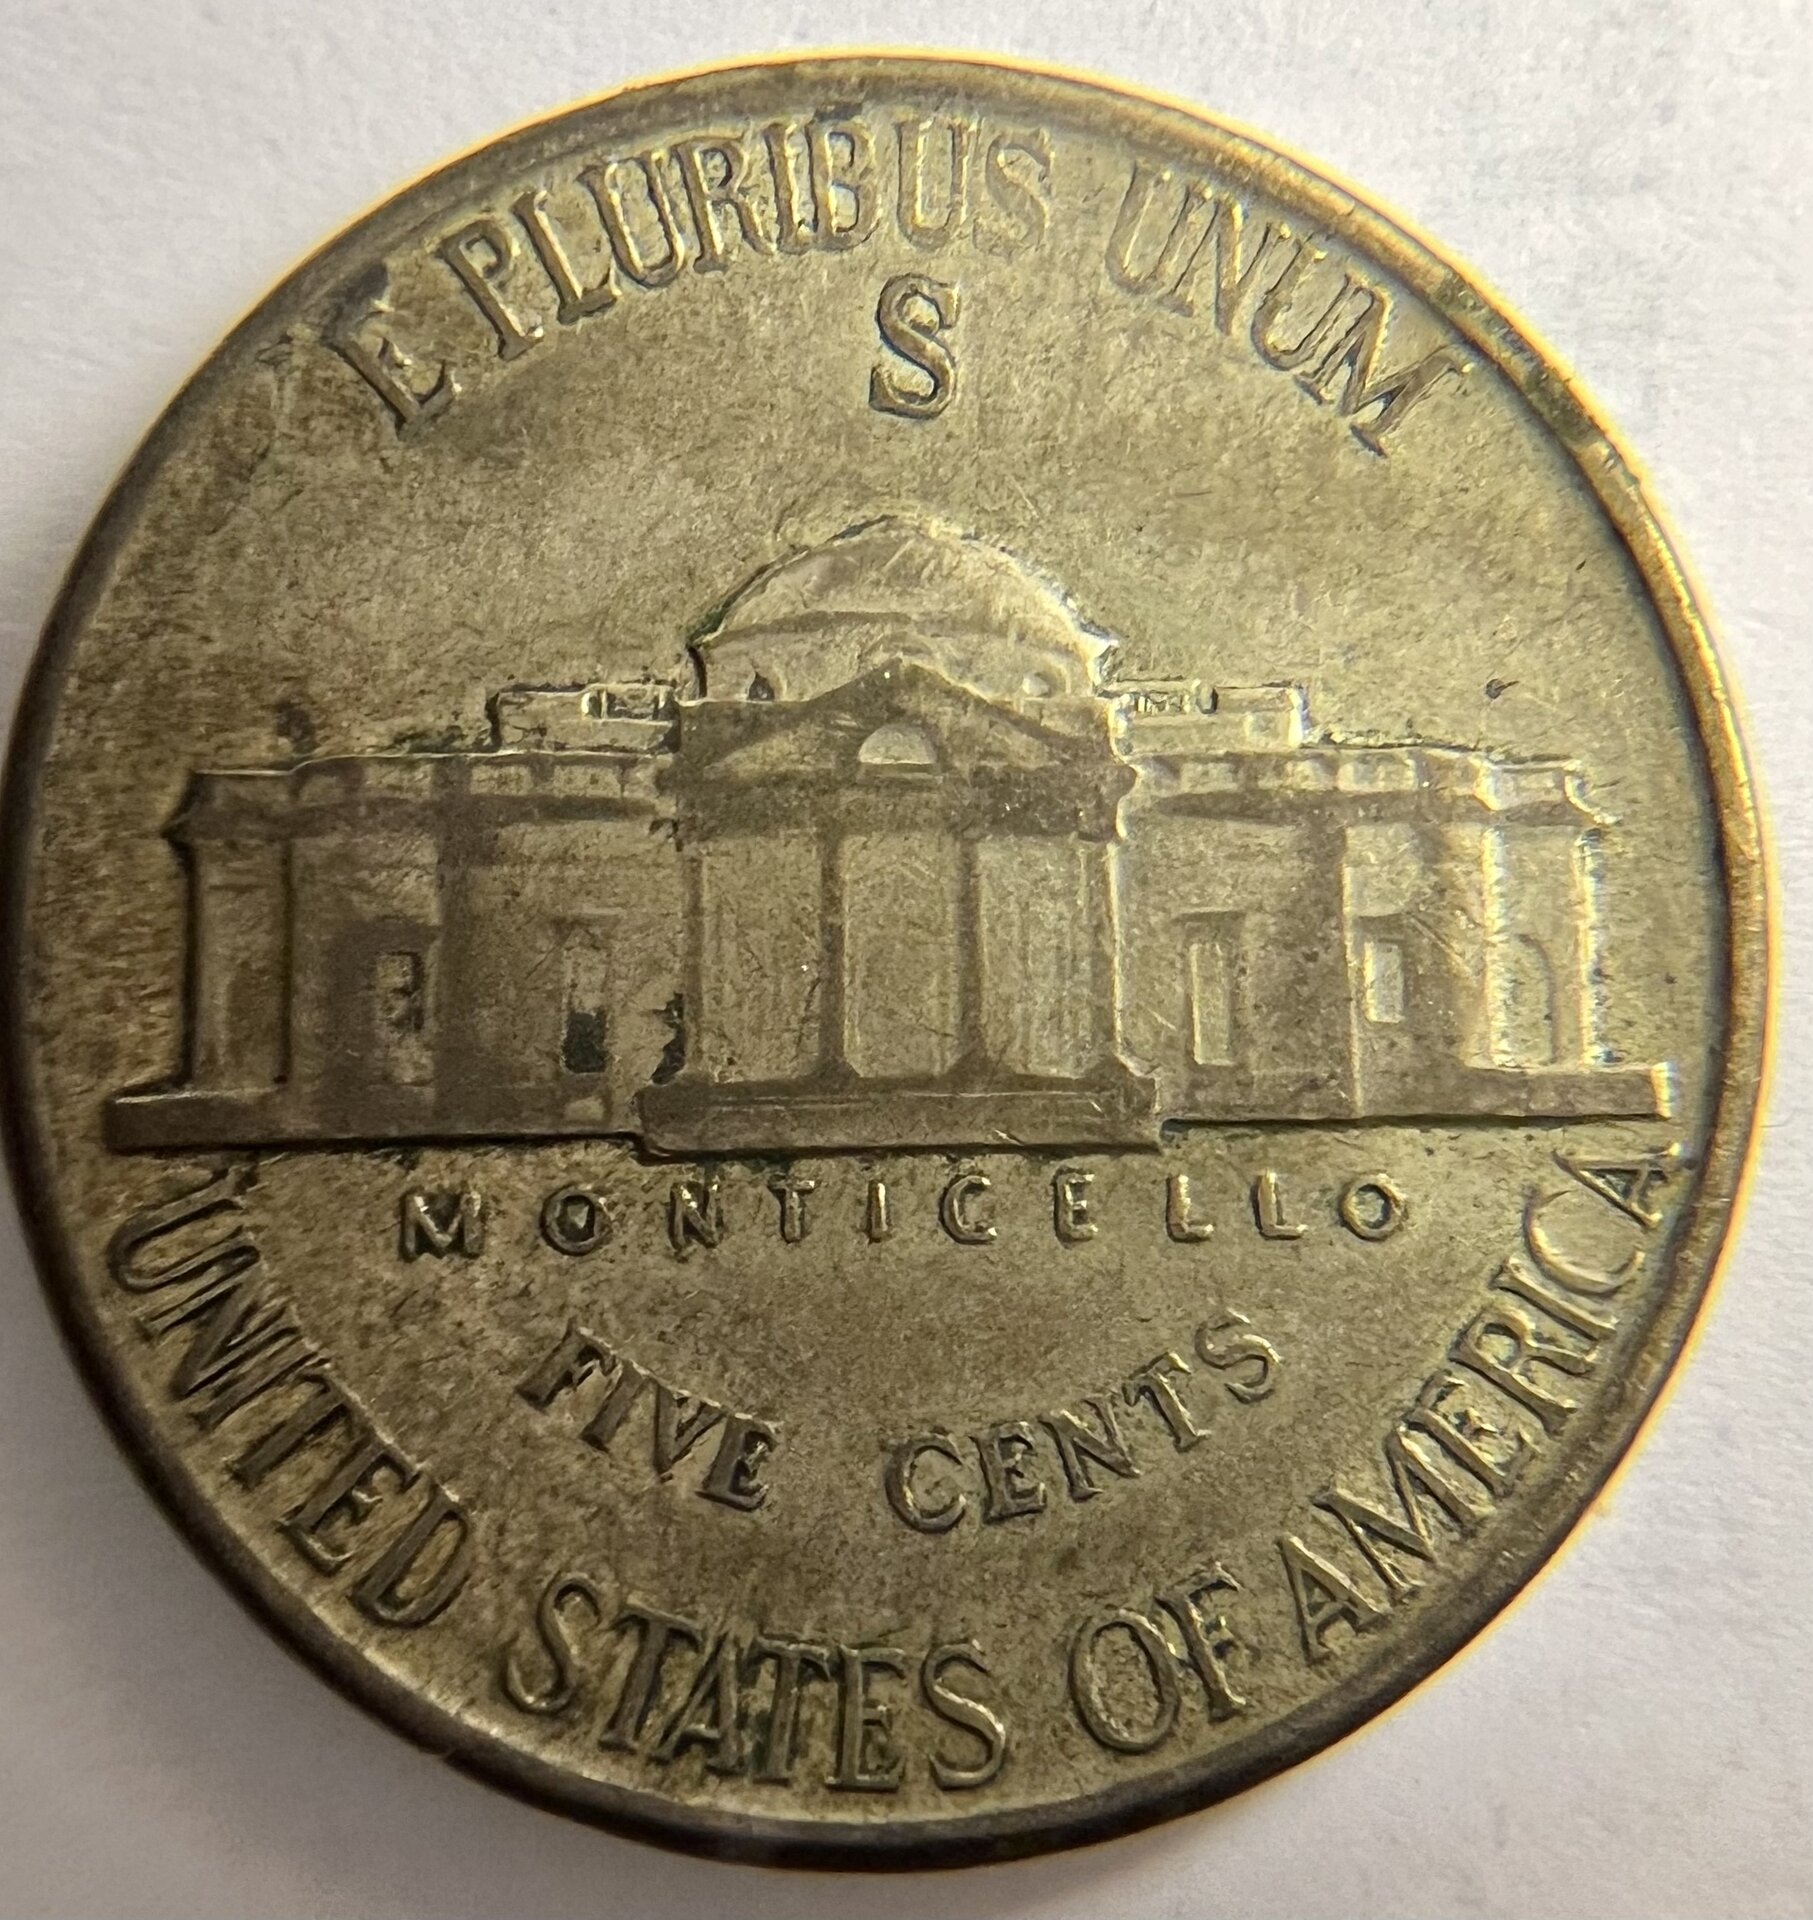 E PLURIBUS UNUM
S
MONTICELLO
FIVE CENTS
UNITED STATES OF AMERICA